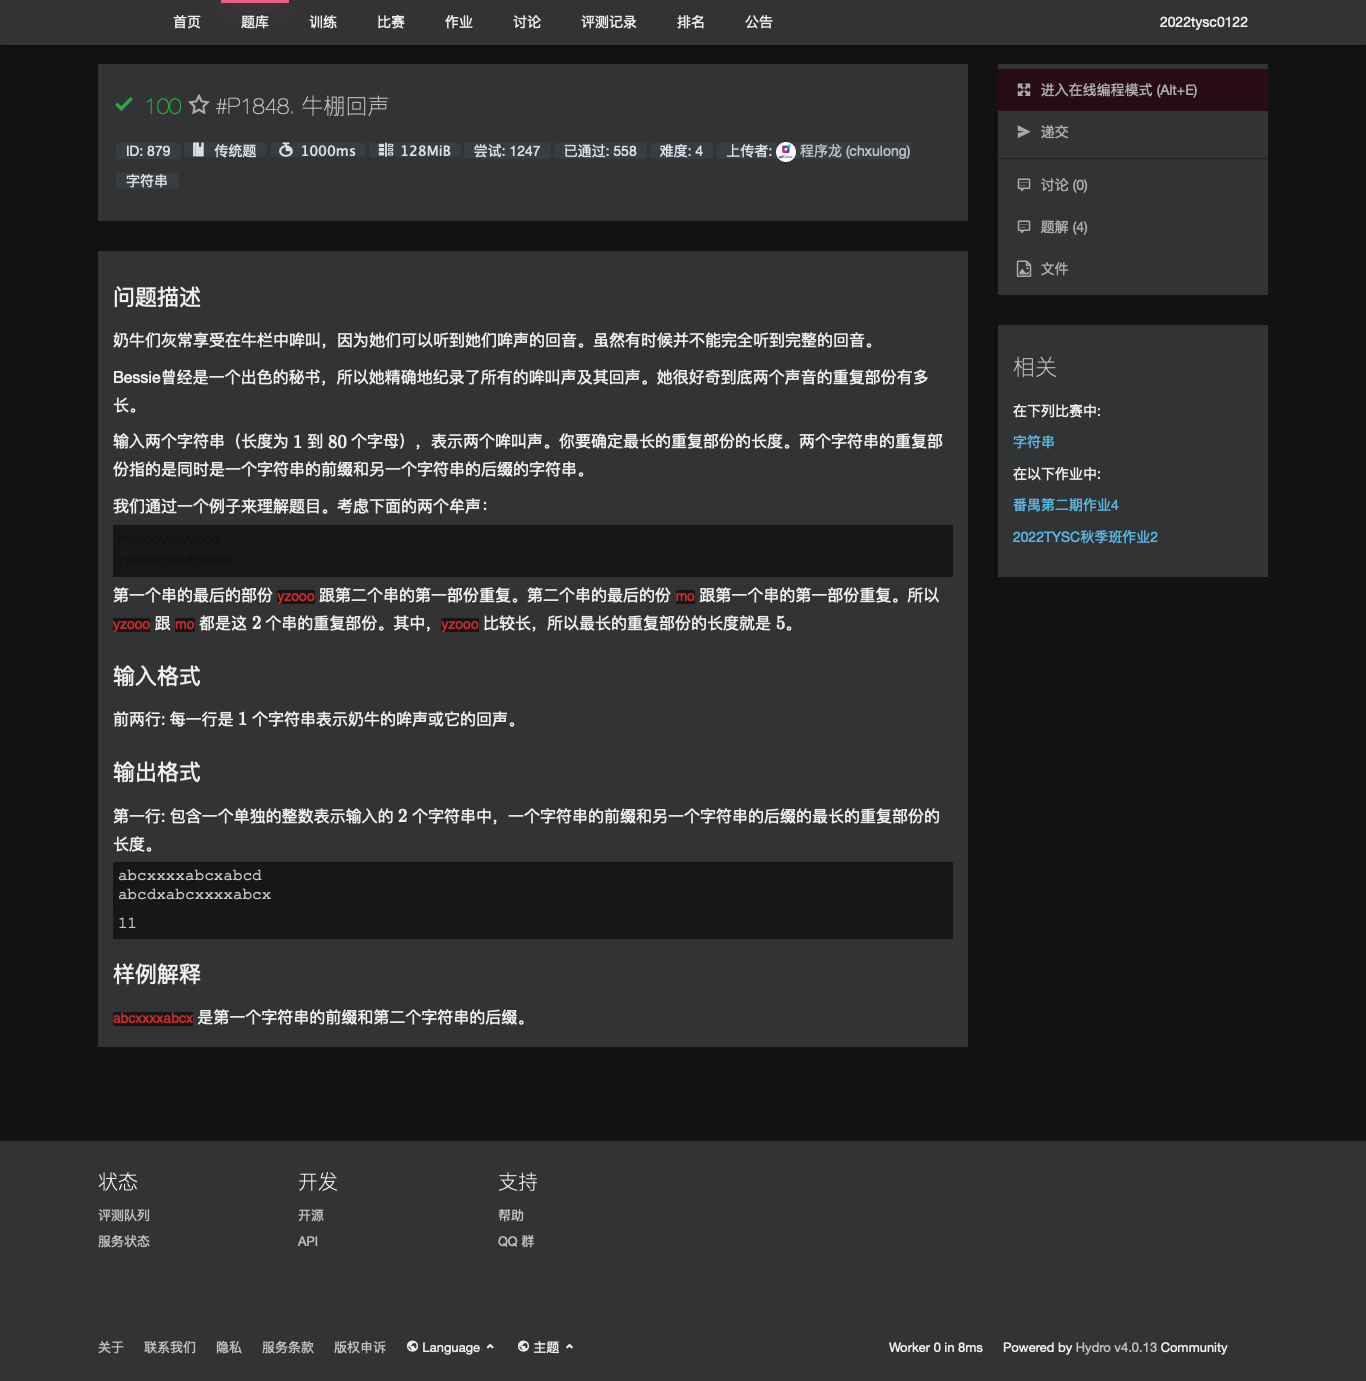 首页 题库 训练 比赛 作业 讨论 评测记录 排名 公告 2022tysc0122
100 #P1848. 牛棚回声
ID: 879 传统题 1000ms 128MiB 尝试: 1247 已通过: 558 难度: 4 上传者: 程序龙 (chxulong)
字符串
问题描述
奶牛们灰常享受在牛栏中哞叫，因为她们可以听到她们哞声的回音。虽然有时候并不能完全听到完整的回音。
Bessie曾经是一个出色的秘书，所以她精确地纪录了所有的哞叫声及其回声。她很好奇到底两个声音的重复部份有多
长。
输入两个字符串（长度为 1 到 80 个字母），表示两个哞叫声。你要确定最长的重复部份的长度。两个字符串的重复部
份指的是同时是一个字符串的前缀和另一个字符串的后缀的字符串。
我们通过一个例子来理解题目。考虑下面的两个牟声：
moyooyoxyzooo
第一个串的最后的部份 yzooo 跟第二个串的第一部份重复。第二个串的最后的份 mo 跟第一个串的第一部份重复。所以
yzooo 跟 mo 都是这 2 个串的重复部份。其中，yzooo 比较长，所以最长的重复部份的长度就是 5。
输入格式
前两行: 每一行是 1 个字符串表示奶牛的哞声或它的回声。
输出格式
第一行: 包含一个单独的整数表示输入的 2 个字符串中，一个字符串的前缀和另一个字符串的后缀的最长的重复部份的
长度。
abcxxxxabcxabcd
abcdxabcxxxxabcx
11
样例解释
abcxxxxabcx 是第一个字符串的前缀和第二个字符串的后缀。
进入在线编程模式 (Alt+E)
递交
讨论 (0)
题解 (4)
文件
相关
在下列比赛中:
字符串
在以下作业中:
番禺第二期作业4
2022TYSC秋季班作业2
状态 开发 支持
评测队列 开源 帮助
服务状态 API QQ 群
关于 联系我们 隐私 服务条款 版权申诉 Language 主题 Worker 0 in 8ms Powered by Hydro v4.0.13 Community